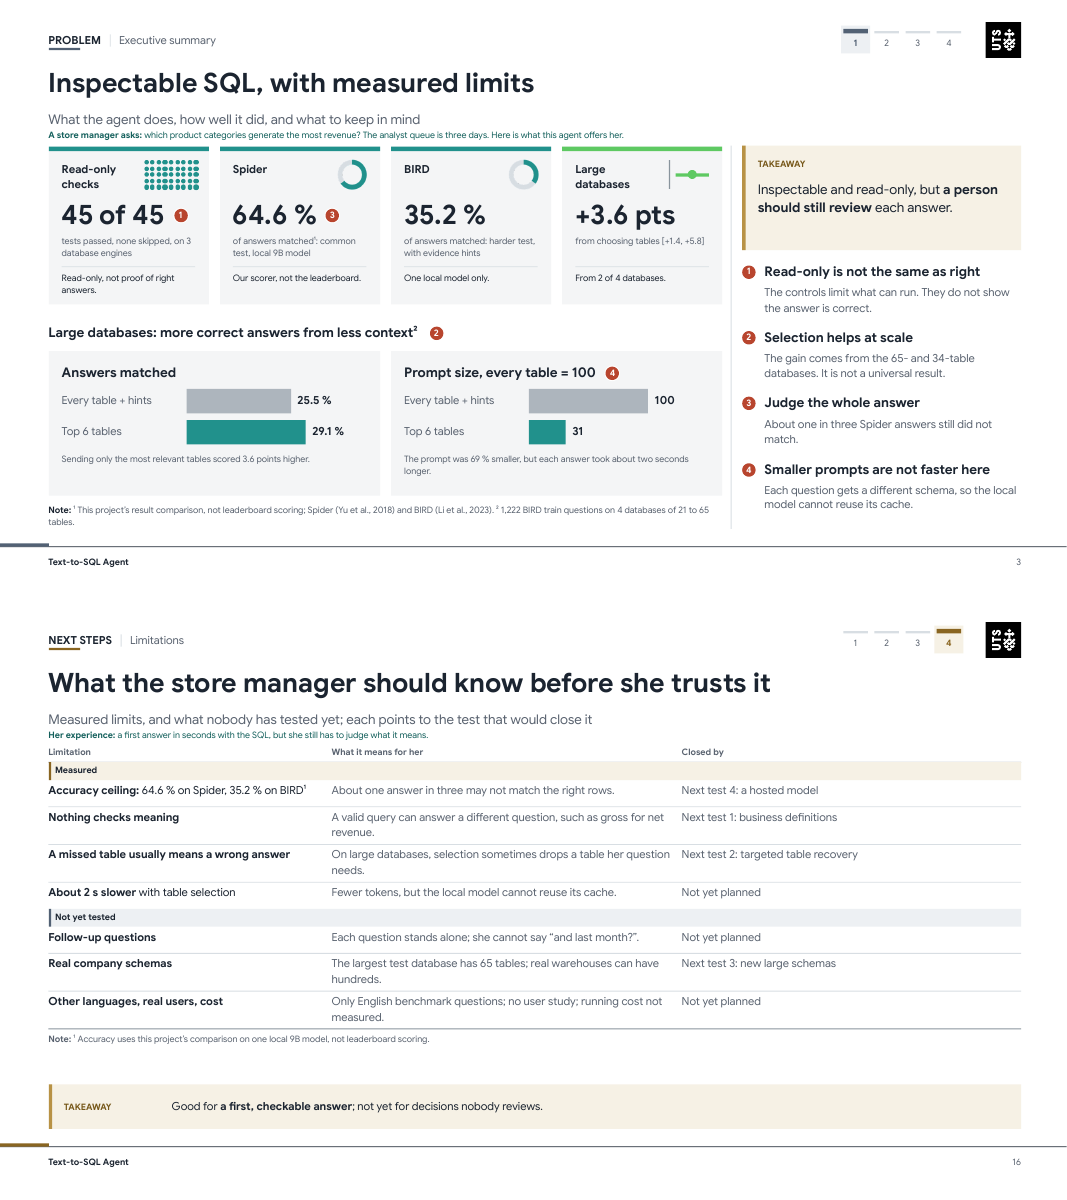 PROBLEM | Executive summary
1 2 3 4
UTS
Inspectable SQL, with measured limits
What the agent does, how well it did, and what to keep in mind
A store manager asks: which product categories generate the most revenue? The analyst queue is three days. Here is what this agent offers her.
Read-only
checks
45 of 45 1
tests passed, none skipped, on 3
database engines
Read-only, not proof of right
answers.
Spider
64.6 % 3
of answers matched¹: common
test, local 9B model
Our scorer, not the leaderboard.
BIRD
35.2 %
of answers matched: harder test,
with evidence hints
One local model only.
Large
databases
+3.6 pts
from choosing tables [+1.4, +5.8]
From 2 of 4 databases.
Large databases: more correct answers from less context² 2
Answers matched
Every table + hints 25.5 %
Top 6 tables 29.1 %
Sending only the most relevant tables scored 3.6 points higher.
Prompt size, every table = 100 4
Every table + hints 100
Top 6 tables 31
The prompt was 69 % smaller, but each answer took about two seconds
longer.
Note: ¹ This project's result comparison, not leaderboard scoring; Spider (Yu et al., 2018) and BIRD (Li et al., 2023). ² 1,222 BIRD train questions on 4 databases of 21 to 65
tables.
TAKEAWAY
Inspectable and read-only, but a person
should still review each answer.
1 Read-only is not the same as right
The controls limit what can run. They do not show
the answer is correct.
2 Selection helps at scale
The gain comes from the 65- and 34-table
databases. It is not a universal result.
3 Judge the whole answer
About one in three Spider answers still did not
match.
4 Smaller prompts are not faster here
Each question gets a different schema, so the local
model cannot reuse its cache.
Text-to-SQL Agent 3
NEXT STEPS | Limitations
1 2 3 4
UTS
What the store manager should know before she trusts it
Measured limits, and what nobody has tested yet; each points to the test that would close it
Her experience: a first answer in seconds with the SQL, but she still has to judge what it means.
Limitation What it means for her Closed by
Measured
Accuracy ceiling: 64.6 % on Spider, 35.2 % on BIRD¹ About one answer in three may not match the right rows. Next test 4: a hosted model
Nothing checks meaning A valid query can answer a different question, such as gross for net Next test 1: business definitions
revenue.
A missed table usually means a wrong answer On large databases, selection sometimes drops a table her question Next test 2: targeted table recovery
needs.
About 2 s slower with table selection Fewer tokens, but the local model cannot reuse its cache. Not yet planned
Not yet tested
Follow-up questions Each question stands alone; she cannot say “and last month?”. Not yet planned
Real company schemas The largest test database has 65 tables; real warehouses can have Next test 3: new large schemas
hundreds.
Other languages, real users, cost Only English benchmark questions; no user study; running cost not Not yet planned
measured.
Note: ¹ Accuracy uses this project's comparison on one local 9B model, not leaderboard scoring.
TAKEAWAY Good for a first, checkable answer; not yet for decisions nobody reviews.
Text-to-SQL Agent 16